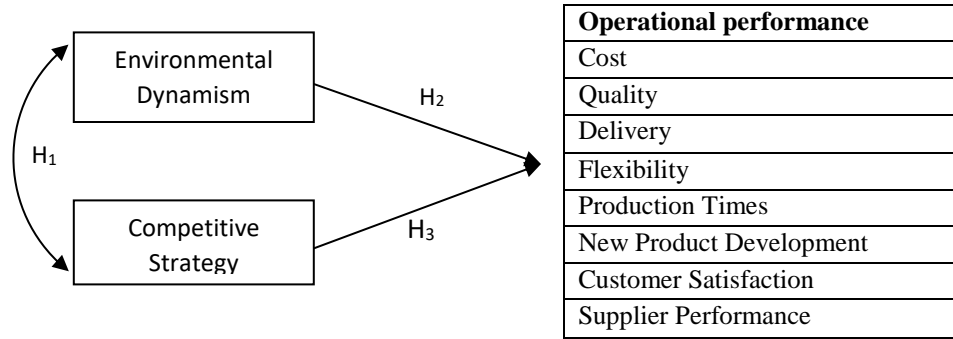 Environmental
Dynamism
H₁
H₂
Competitive
Strategy
H₃
Operational performance
Cost
Quality
Delivery
Flexibility
Production Times
New Product Development
Customer Satisfaction
Supplier Performance